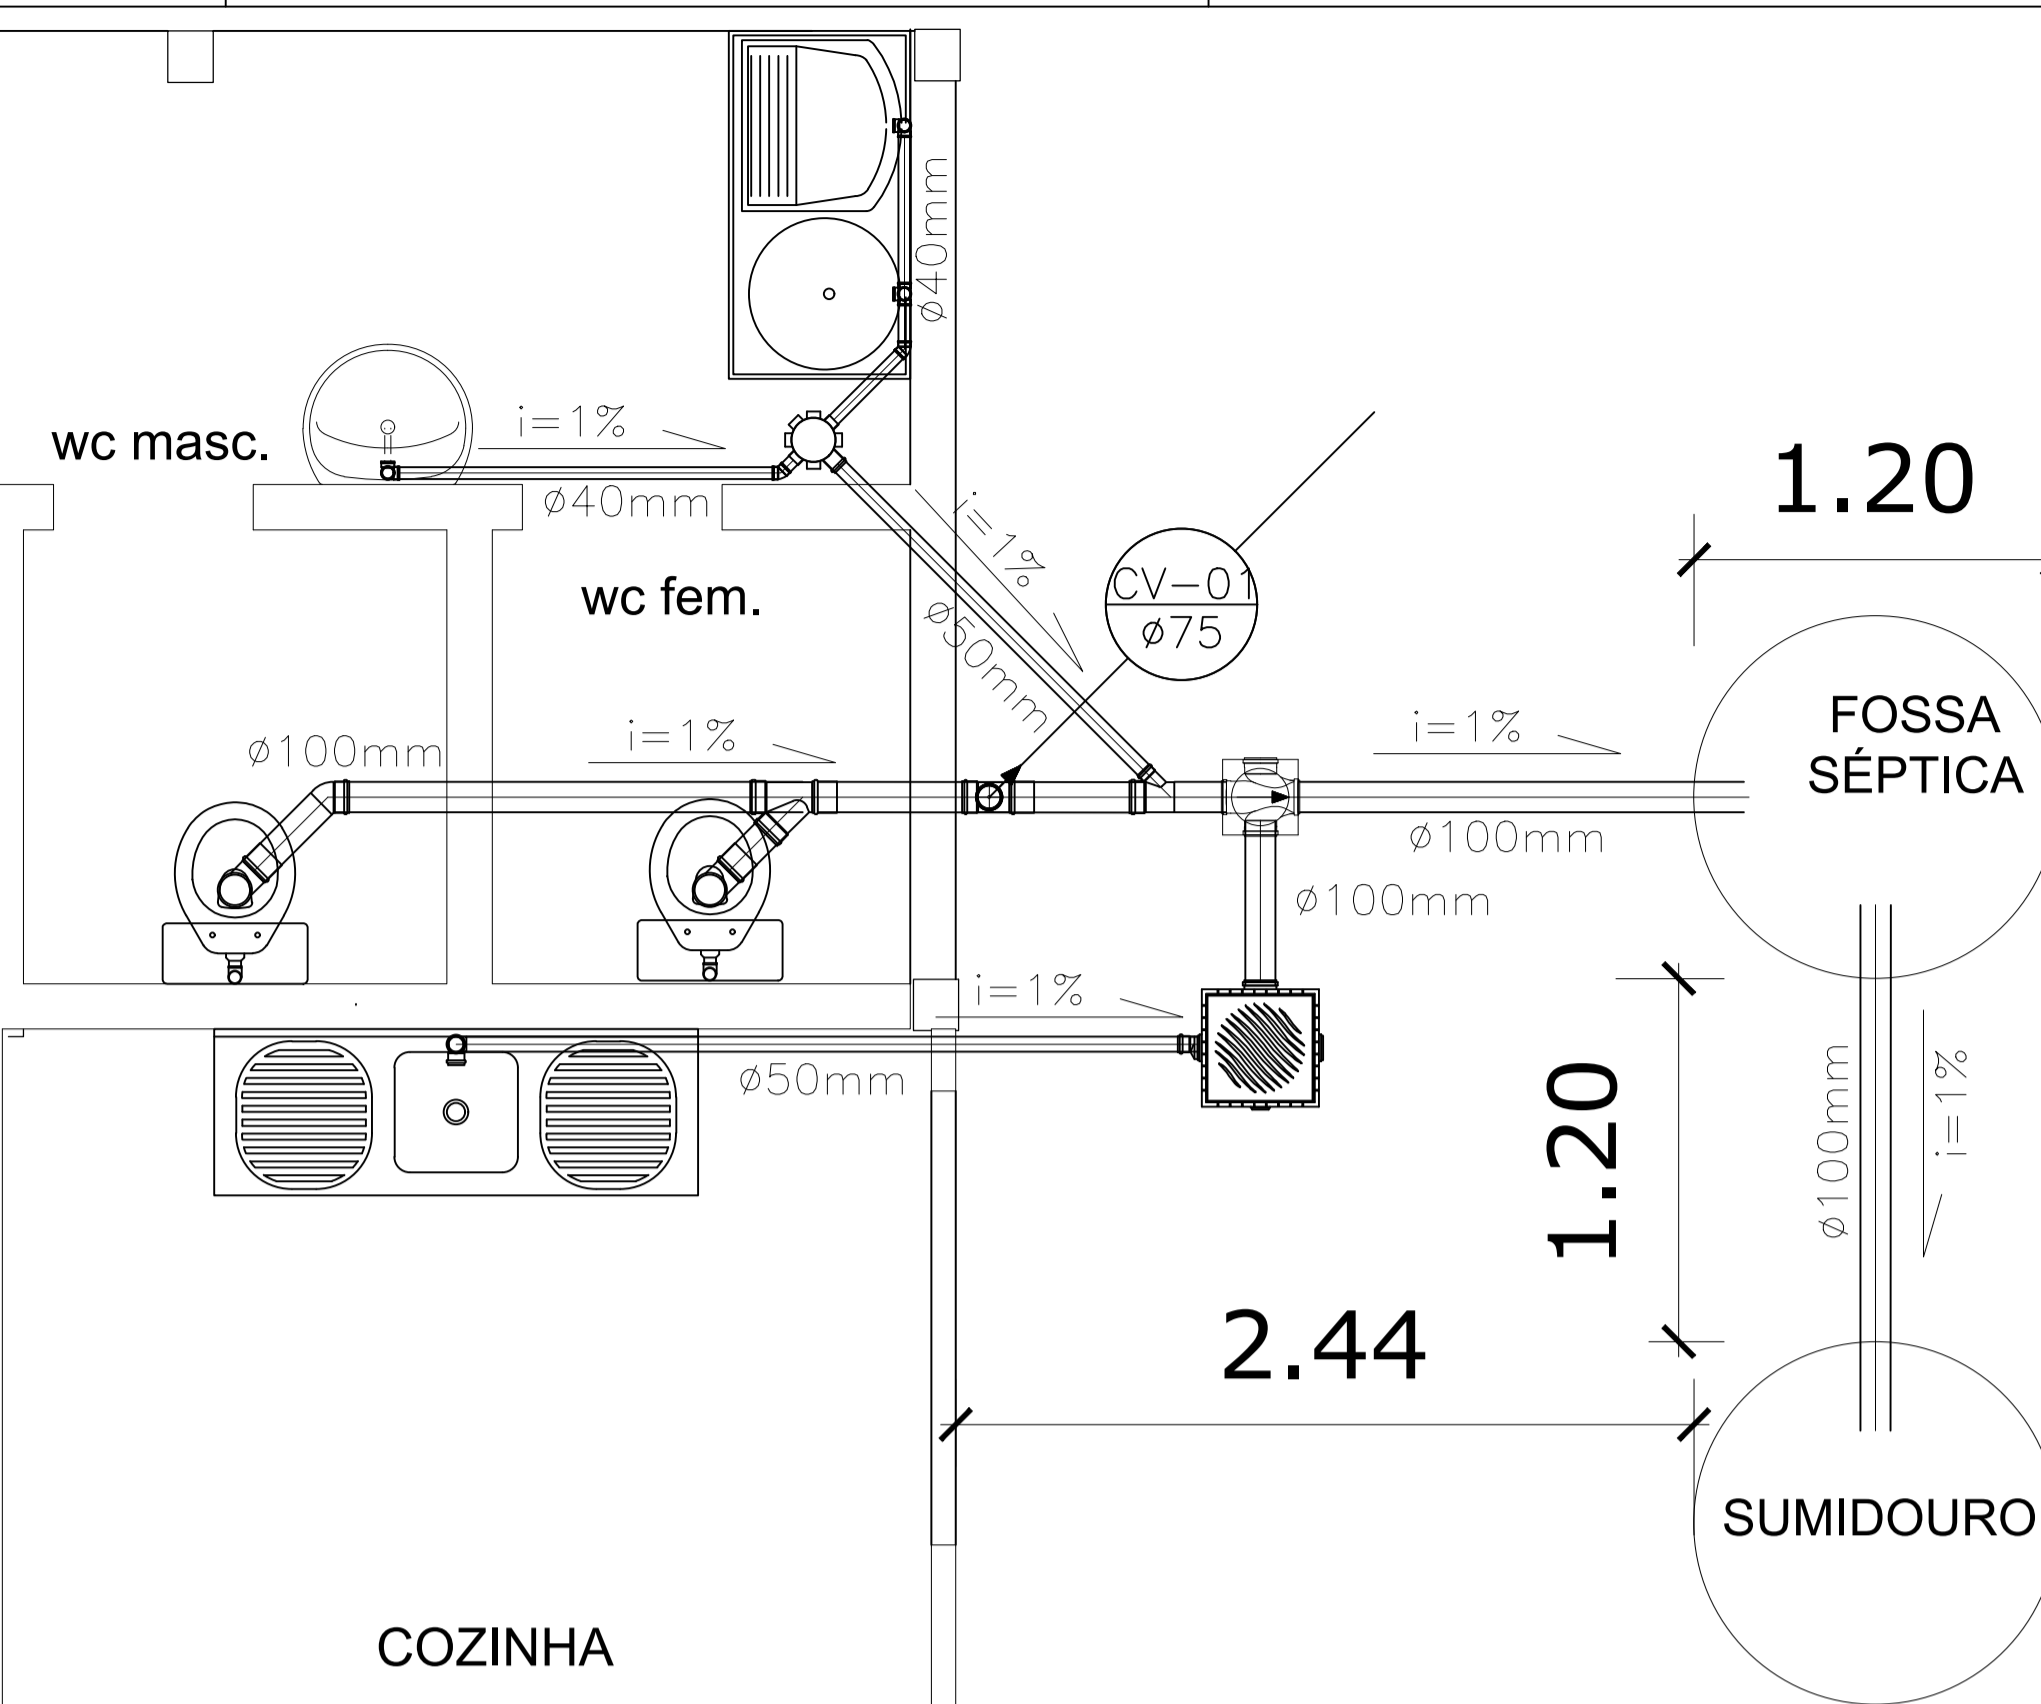 ø40mm
wc masc.
i=1%
ø40mm
i=1%
ø50mm
wc fem.
CV-01
ø75
1.20
FOSSA
SÉPTICA
ø100mm
i=1%
i=1%
ø100mm
ø100mm
i=1%
ø50mm
1.20
ø100mm
i=1%
2.44
SUMIDOURO
COZINHA